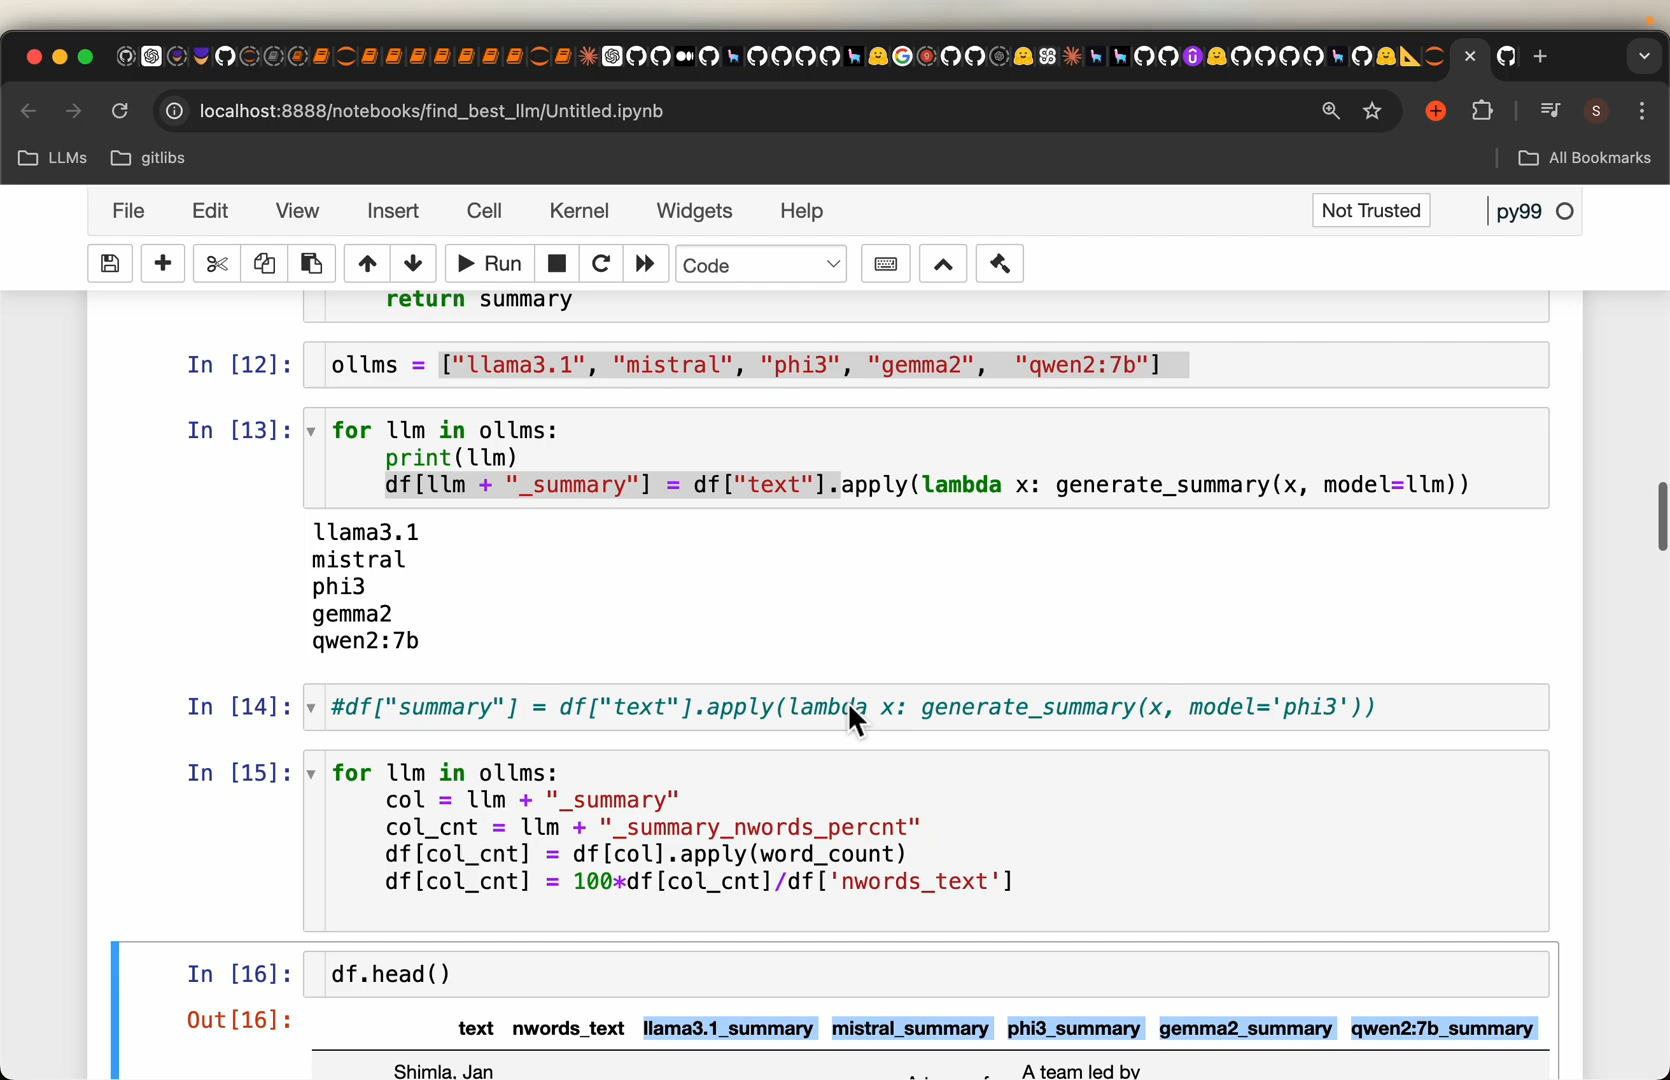 localhost:8888/notebooks/find_best_llm/Untitled.ipynb
S
LLMs
gitlibs
All Bookmarks
File
Edit
View
Insert
Cell
Kernel
Widgets
Help
Not Trusted
py99
Run
Code
return summary
In [12]:
ollms = ["llama3.1", "mistral", "phi3", "gemma2", "qwen2:7b"]
In [13]:
for llm in ollms:
print(llm)
df[llm + "_summary"] = df["text"].apply(lambda x: generate_summary(x, model=llm))
llama3.1
mistral
phi3
gemma2
qwen2:7b
In [14]:
#df["summary"] = df["text"].apply(lambda x: generate_summary(x, model='phi3'))
In [15]:
for llm in ollms:
col = llm + "_summary"
col_cnt = llm + "_summary_nwords_percnt"
df[col_cnt] = df[col].apply(word_count)
df[col_cnt] = 100*df[col_cnt]/df['nwords_text']
In [16]:
df.head()
Out[16]:
text nwords_text llama3.1_summary mistral_summary phi3_summary gemma2_summary qwen2:7b_summary
Shimla, Jan
A team led by